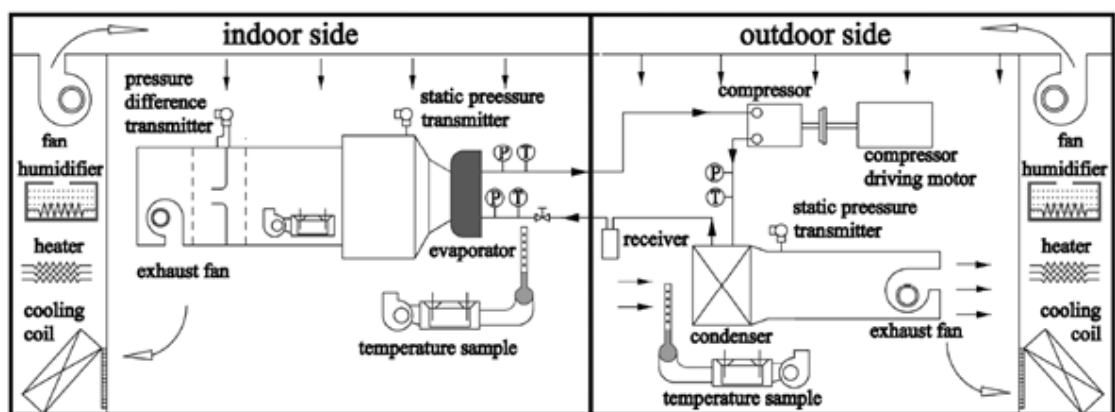 indoor side
outdoor side
pressure
difference
transmitter
static preessure
transmitter
fan
humidifier
heater
cooling
coil
exhaust fan
P
T
P
T
evaporator
temperature sample
compressor
compressor
driving motor
P
T
static preessure
transmitter
receiver
condenser
exhaust fan
temperature sample
fan
humidifier
heater
cooling
coil